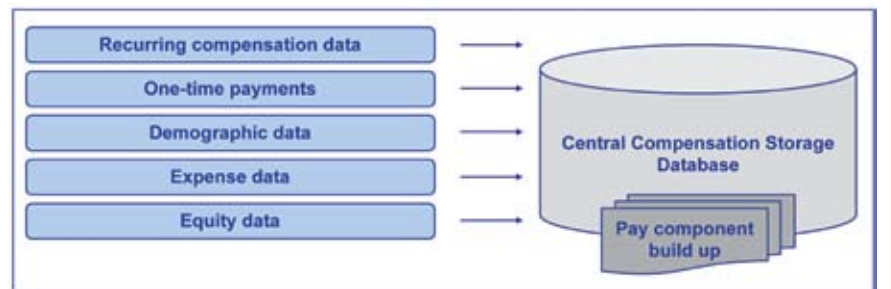 Recurring compensation data
One-time payments
Demographic data
Expense data
Equity data
Central Compensation Storage
Database
Pay component
build up